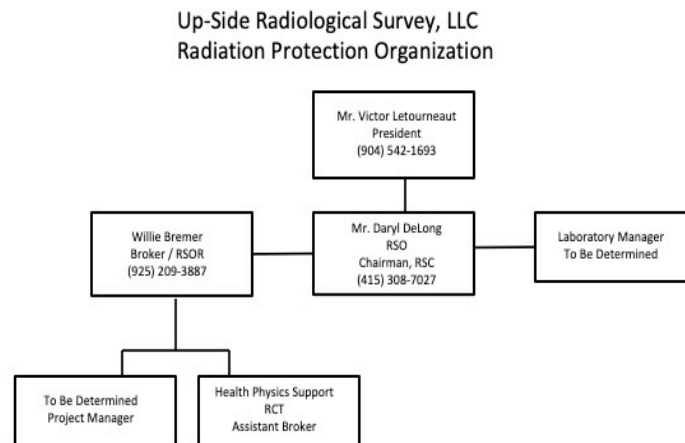 Up-Side Radiological Survey, LLC
Radiation Protection Organization
Mr. Victor Letourneaut
President
(904) 542-1693
Willie Bremer
Broker / RSOR
(925) 209-3887
Mr. Daryl DeLong
RSO
Chairman, RSC
(415) 308-7027
Laboratory Manager
To Be Determined
To Be Determined
Project Manager
Health Physics Support
RCT
Assistant Broker